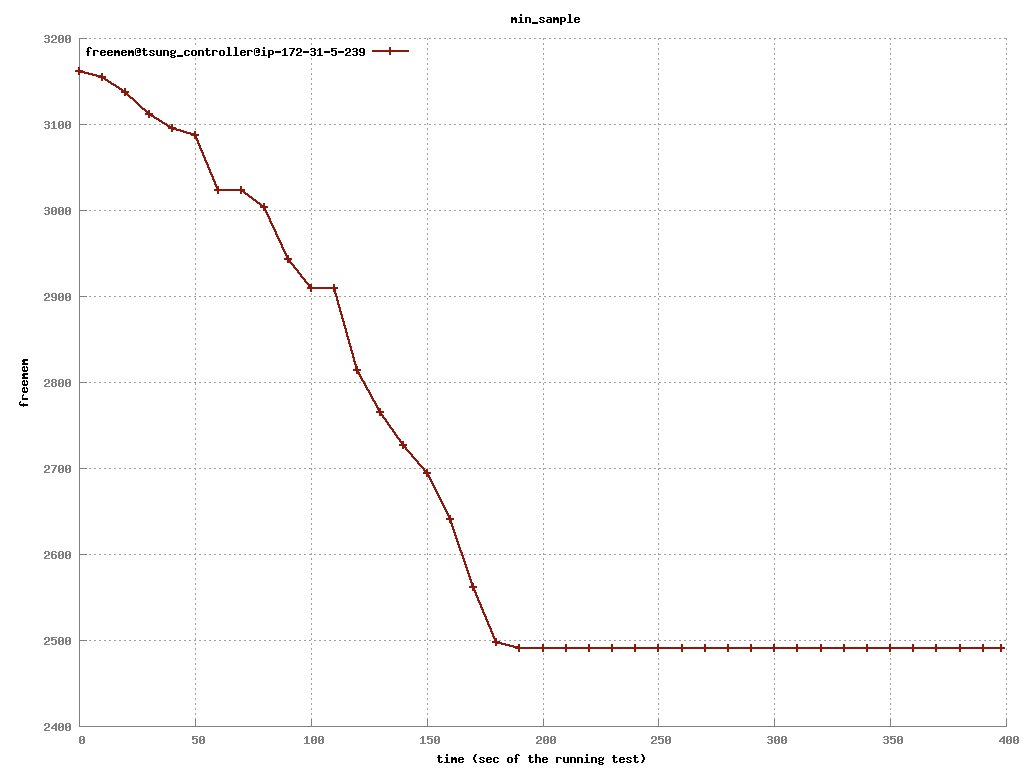 min_sample
freemem@tsung_controller@ip-172-31-5-239
3200
3100
3000
2900
2800
2700
2600
2500
2400
freemem
0 50 100 150 200 250 300 350 400
time (sec of the running test)